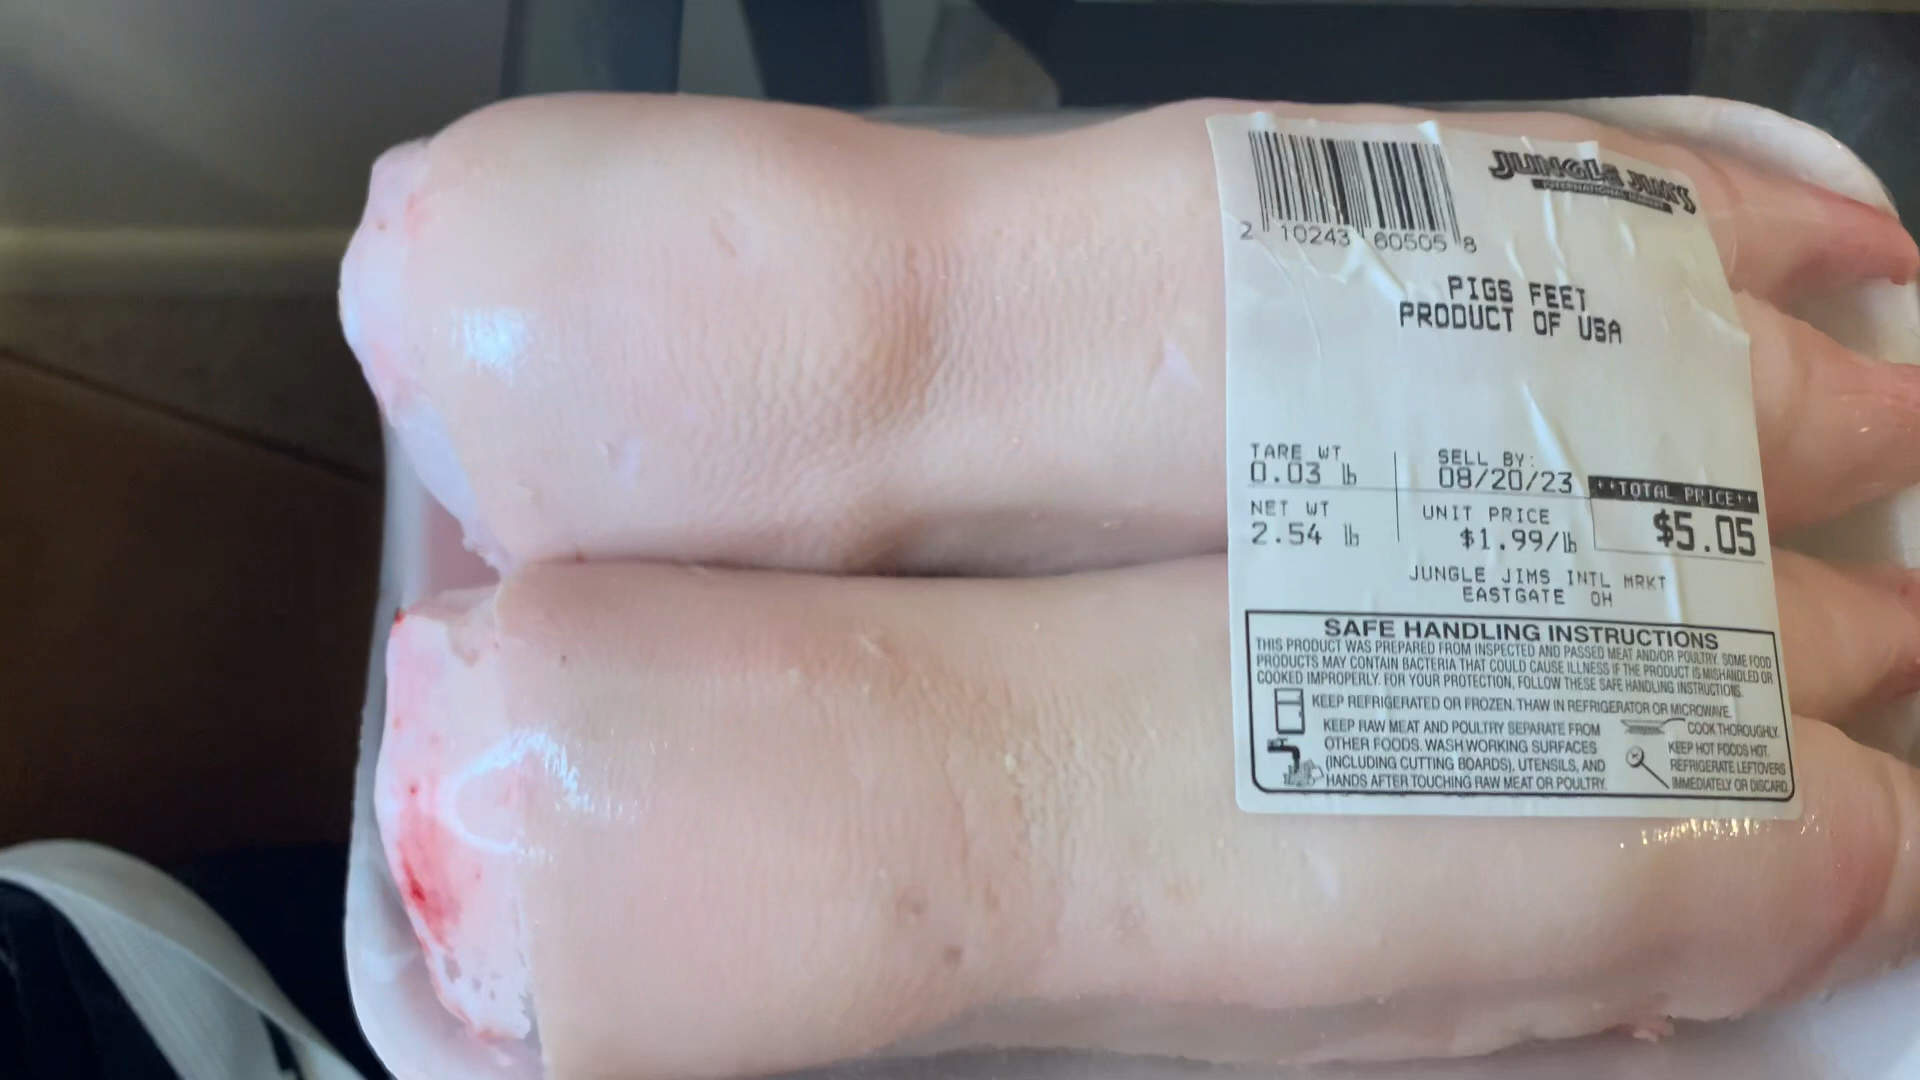 JUNGLE JIM'S
INTERNATIONAL MARKET
2 10243 60505 8
PIGS FEET
PRODUCT OF USA
TARE WT
0.03 lb
SELL BY:
08/20/23
**TOTAL PRICE**
NET WT
2.54 lb
UNIT PRICE
$1.99/lb
$5.05
JUNGLE JIMS INTL MRKT
EASTGATE OH
SAFE HANDLING INSTRUCTIONS
THIS PRODUCT WAS PREPARED FROM INSPECTED AND PASSED MEAT AND/OR POULTRY. SOME FOOD
PRODUCTS MAY CONTAIN BACTERIA THAT COULD CAUSE ILLNESS IF THE PRODUCT IS MISHANDLED OR
COOKED IMPROPERLY. FOR YOUR PROTECTION, FOLLOW THESE SAFE HANDLING INSTRUCTIONS.
KEEP REFRIGERATED OR FROZEN. THAW IN REFRIGERATOR OR MICROWAVE.
KEEP RAW MEAT AND POULTRY SEPARATE FROM
OTHER FOODS. WASH WORKING SURFACES
(INCLUDING CUTTING BOARDS), UTENSILS, AND
HANDS AFTER TOUCHING RAW MEAT OR POULTRY.
COOK THOROUGHLY.
KEEP HOT FOODS HOT.
REFRIGERATE LEFTOVERS
IMMEDIATELY OR DISCARD.